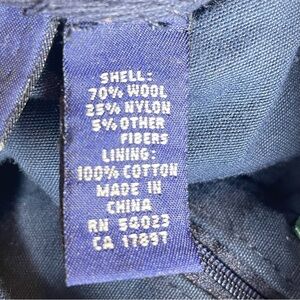 SHELL:
70% WOOL
25% NYLON
5% OTHER
FIBERS
LINING:
100% COTTON
MADE IN
CHINA
RN 54023
CA 17897